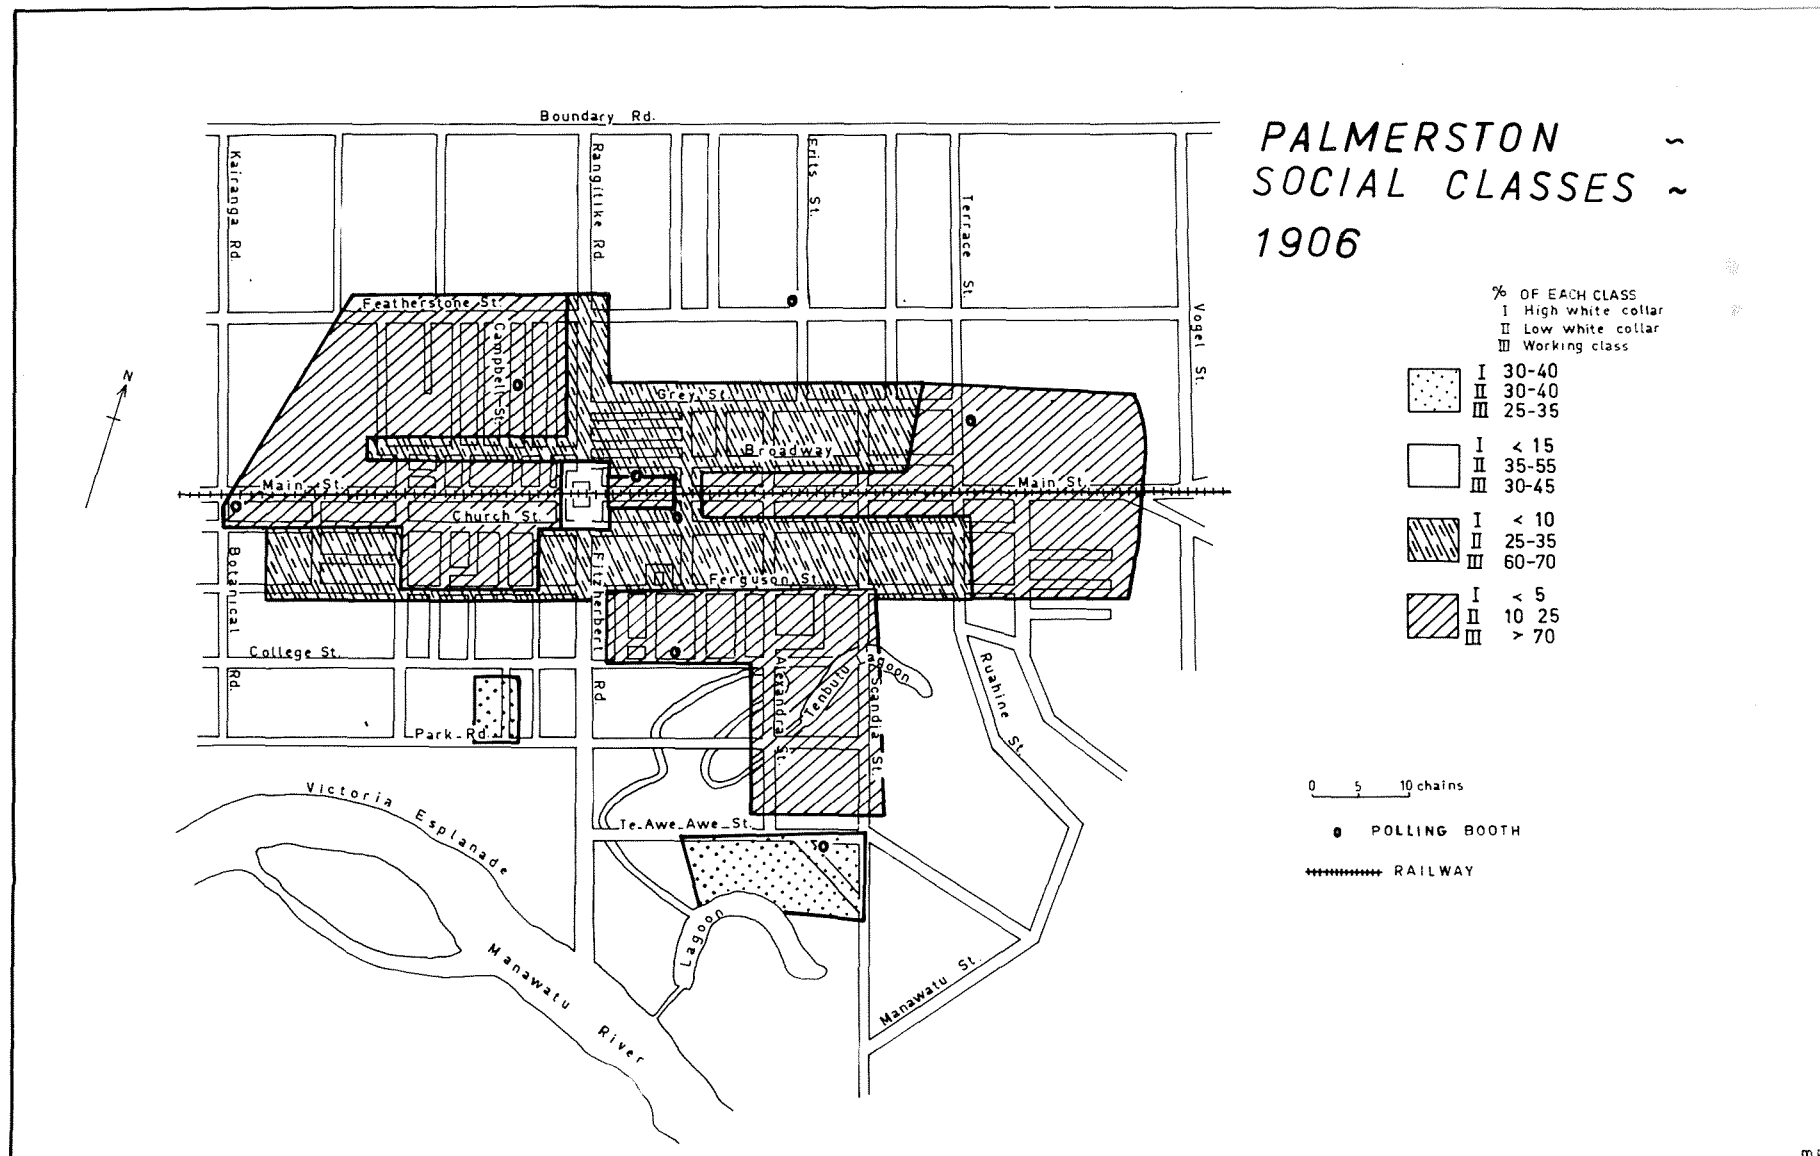 PALMERSTON ~
SOCIAL CLASSES ~
1906
% OF EACH CLASS
I High white collar
II Low white collar
III Working class
I 30-40
II 30-40
III 25-35
I < 15
II 35-55
III 30-45
I < 10
II 25-35
III 60-70
I < 5
II 10 25
III > 70
0 5 10 chains
POLLING BOOTH
RAILWAY
N
Boundary Rd.
Kairanga Rd.
Rangitike Rd.
Erits St.
Terrace St.
Vogel St.
Featherstone St.
Campbell St.
Grey St.
Broadway
Main St.
Main St.
Church St.
Ferguson St.
Botanical Rd.
Fitzherbert Rd.
College St.
Alexandra St.
Tenbutu Lagoon
Scandia St.
Ruahine St.
Park Rd.
Victoria Esplanade
Te Awe Awe St.
Lagoon
Manawatu River
Manawatu St.